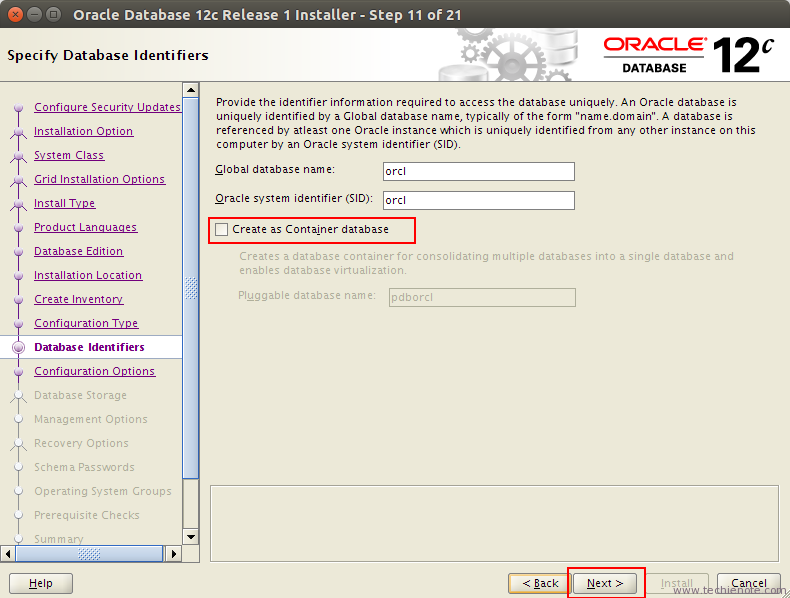 Oracle Database 12c Release 1 Installer - Step 11 of 21
Specify Database Identifiers
ORACLE®
DATABASE
12c
Configure Security Updates
Installation Option
System Class
Grid Installation Options
Install Type
Product Languages
Database Edition
Installation Location
Create Inventory
Configuration Type
Database Identifiers
Configuration Options
Database Storage
Management Options
Recovery Options
Schema Passwords
Operating System Groups
Prerequisite Checks
Summary
Provide the identifier information required to access the database uniquely. An Oracle database is
uniquely identified by a Global database name, typically of the form "name.domain". A database is
referenced by atleast one Oracle instance which is uniquely identified from any other instance on this
computer by an Oracle system identifier (SID).
Global database name: orcl
Oracle system identifier (SID): orcl
Create as Container database
Creates a database container for consolidating multiple databases into a single database and
enables database virtualization.
Pluggable database name: pdborcl
Help
< Back
Next >
Install
Cancel
www.techienote.com